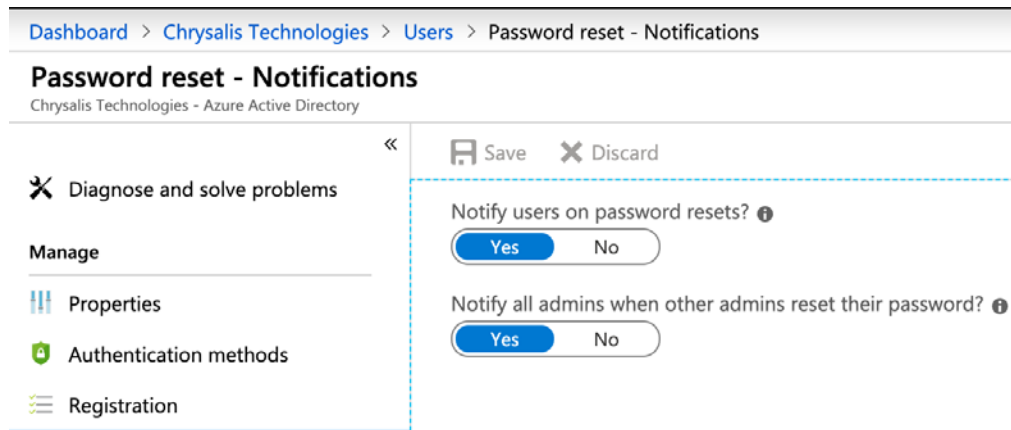 Dashboard > Chrysalis Technologies > Users > Password reset - Notifications
Password reset - Notifications
Chrysalis Technologies - Azure Active Directory
«
Diagnose and solve problems
Manage
Properties
Authentication methods
Registration
Save Discard
Notify users on password resets?
Yes No
Notify all admins when other admins reset their password?
Yes No